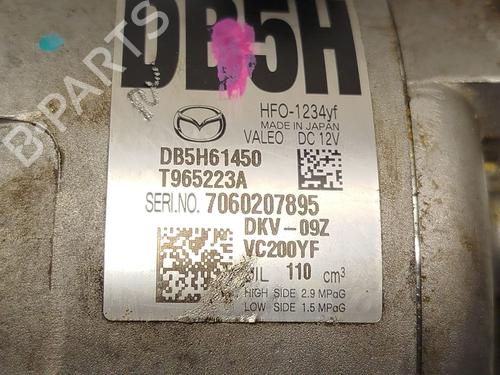 DB5H
HFO-1234yf
MADE IN JAPAN
VALEO DC 12V
DB5H61450
T965223A
SERI.NO. 7060207895
DKV-09Z
VC200YF
OIL 110 cm³
HIGH SIDE 2.9 MPaG
LOW SIDE 1.5 MPaG